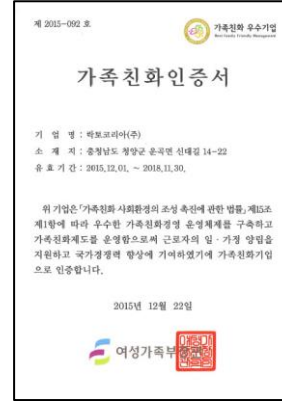 제 2015-092 호
가족친화 우수기업
Best Family Friendly Management
가족친화인증서
기 업 명 : 락토코리아(주)
소 재 지 : 충청남도 청양군 운곡면 신대길 14-22
유 효 기 간 : 2015.12.01. ~ 2018.11.30.
위 기업은 「가족친화 사회환경의 조성 촉진에 관한 법률」 제15조
제1항에 따라 우수한 가족친화경영 운영체제를 구축하고
가족친화제도를 운영함으로써 근로자의 일 · 가정 양립을
지원하고 국가경쟁력 향상에 기여하였기에 가족친화기업
으로 인증합니다.
2015년 12월 22일
여성가족부장관